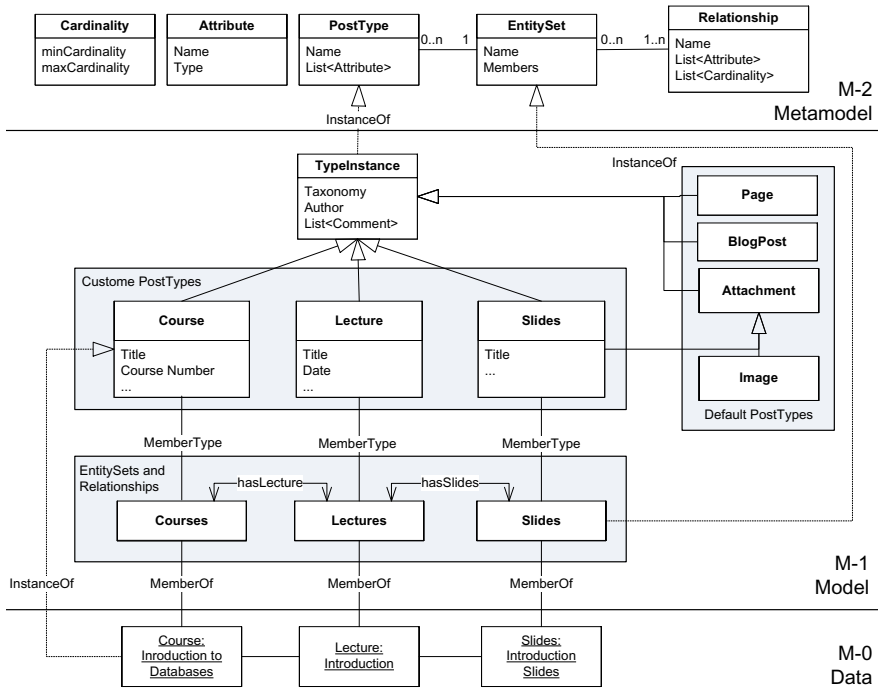 Cardinality
minCardinality
maxCardinality
Attribute
Name
Type
PostType
Name
List<Attribute>
0..n
1
EntitySet
Name
Members
0..n
1..n
Relationship
Name
List<Attribute>
List<Cardinality>
M-2
Metamodel
InstanceOf
TypeInstance
Taxonomy
Author
List<Comment>
InstanceOf
Page
BlogPost
Attachment
Image
Default PostTypes
Custome PostTypes
Course
Title
Course Number
...
Lecture
Title
Date
...
Slides
Title
...
MemberType
MemberType
MemberType
EntitySets and
Relationships
hasLecture
hasSlides
Courses
Lectures
Slides
InstanceOf
MemberOf
MemberOf
MemberOf
M-1
Model
Course:
Inroduction to
Databases
Lecture:
Introduction
Slides:
Introduction
Slides
M-0
Data